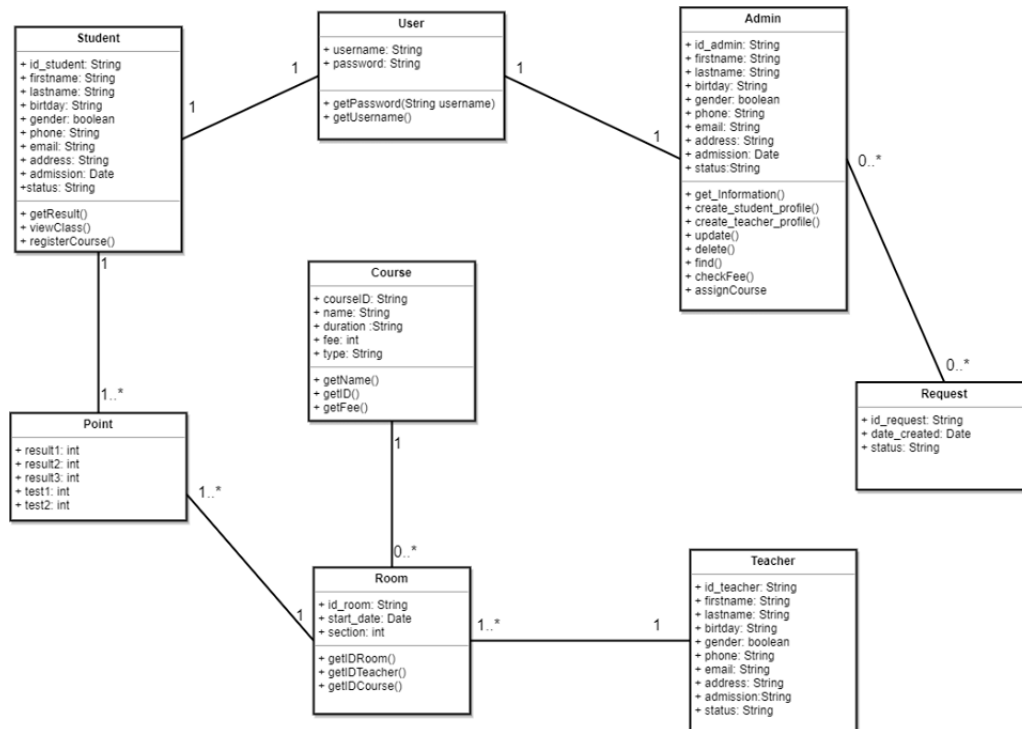 Student
+ id_student: String
+ firstname: String
+ lastname: String
+ birtday: String
+ gender: boolean
+ phone: String
+ email: String
+ address: String
+ admission: Date
+status: String
+ getResult()
+ viewClass()
+ registerCourse()
1
1
User
+ username: String
+ password: String
+ getPassword(String username)
+ getUsername()
1
1
Admin
+ id_admin: String
+ firstname: String
+ lastname: String
+ birtday: String
+ gender: boolean
+ phone: String
+ email: String
+ address: String
+ admission: Date
+ status:String
+ get_Information()
+ create_student_profile()
+ create_teacher_profile()
+ update()
+ delete()
+ find()
+ checkFee()
+ assignCourse
0..*
0..*
Request
+ id_request: String
+ date_created: Date
+ status: String
1
1..*
Point
+ result1: int
+ result2: int
+ result3: int
+ test1: int
+ test2: int
1..*
1
Course
+ courseID: String
+ name: String
+ duration :String
+ fee: int
+ type: String
+ getName()
+ getID()
+ getFee()
1
0..*
Room
+ id_room: String
+ start_date: Date
+ section: int
+ getIDRoom()
+ getIDTeacher()
+ getIDCourse()
1..*
1
Teacher
+ id_teacher: String
+ firstname: String
+ lastname: String
+ birtday: String
+ gender: boolean
+ phone: String
+ email: String
+ address: String
+ admission:String
+ status: String